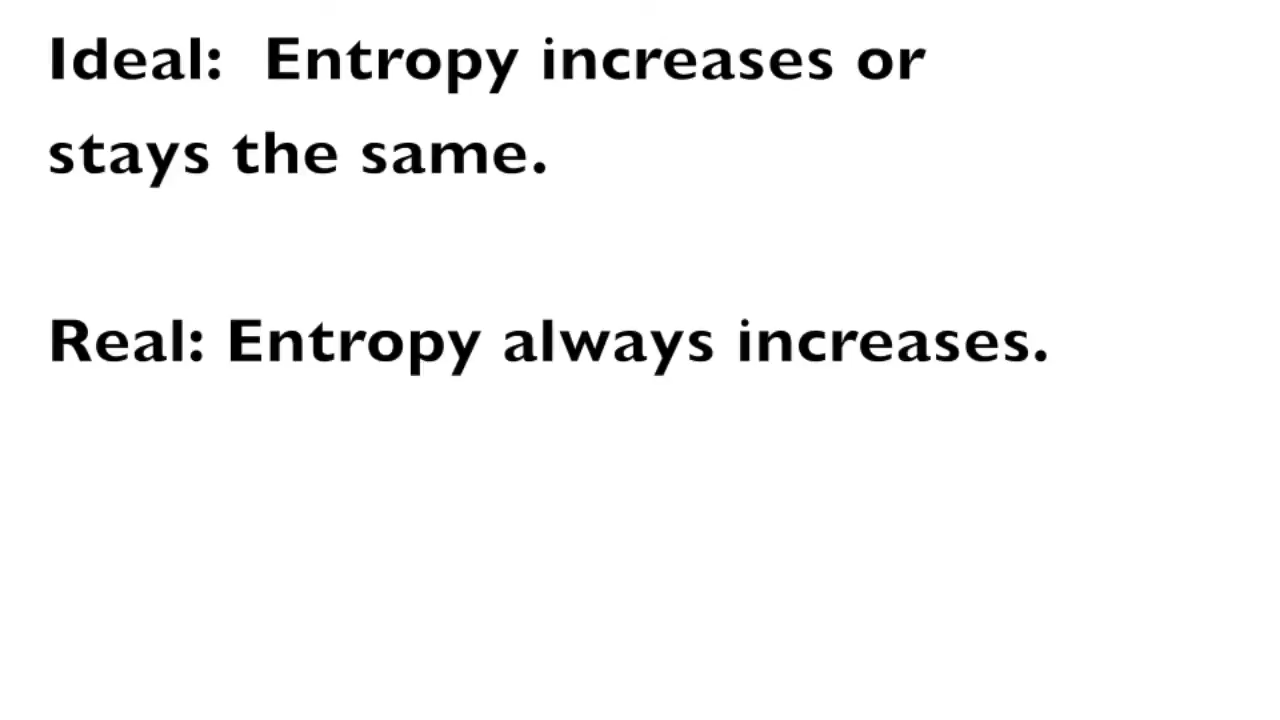 Ideal:  Entropy increases or
stays the same.
Real: Entropy always increases.